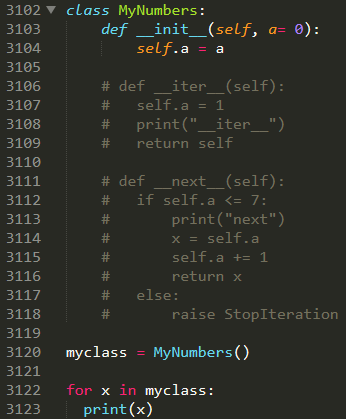 3102 ▼ class MyNumbers:
3103     def __init__(self, a= 0):
3104         self.a = a
3105
3106     # def __iter__(self):
3107     #   self.a = 1
3108     #   print("__iter__")
3109     #   return self
3110
3111     # def __next__(self):
3112     #   if self.a <= 7:
3113     #       print("next")
3114     #       x = self.a
3115     #       self.a += 1
3116     #       return x
3117     #   else:
3118     #       raise StopIteration
3119
3120 myclass = MyNumbers()
3121
3122 for x in myclass:
3123   print(x)